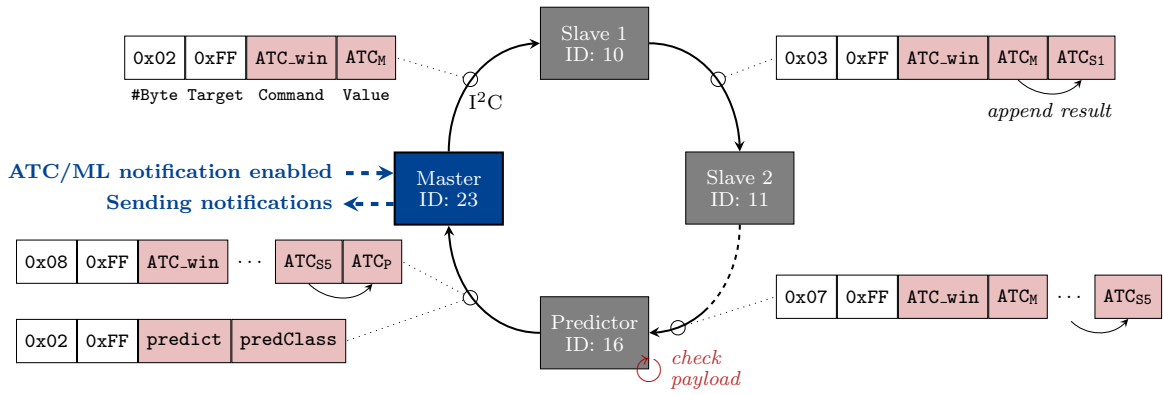 Slave 1
ID: 10
0x02 0xFF ATC_win ATC_M
#Byte Target Command Value
I²C
0x03 0xFF ATC_win ATC_M ATC_S1
append result
ATC/ML notification enabled
Sending notifications
Master
ID: 23
Slave 2
ID: 11
0x08 0xFF ATC_win ··· ATC_S5 ATC_P
0x02 0xFF predict predClass
Predictor
ID: 16
check
payload
0x07 0xFF ATC_win ATC_M ··· ATC_S5